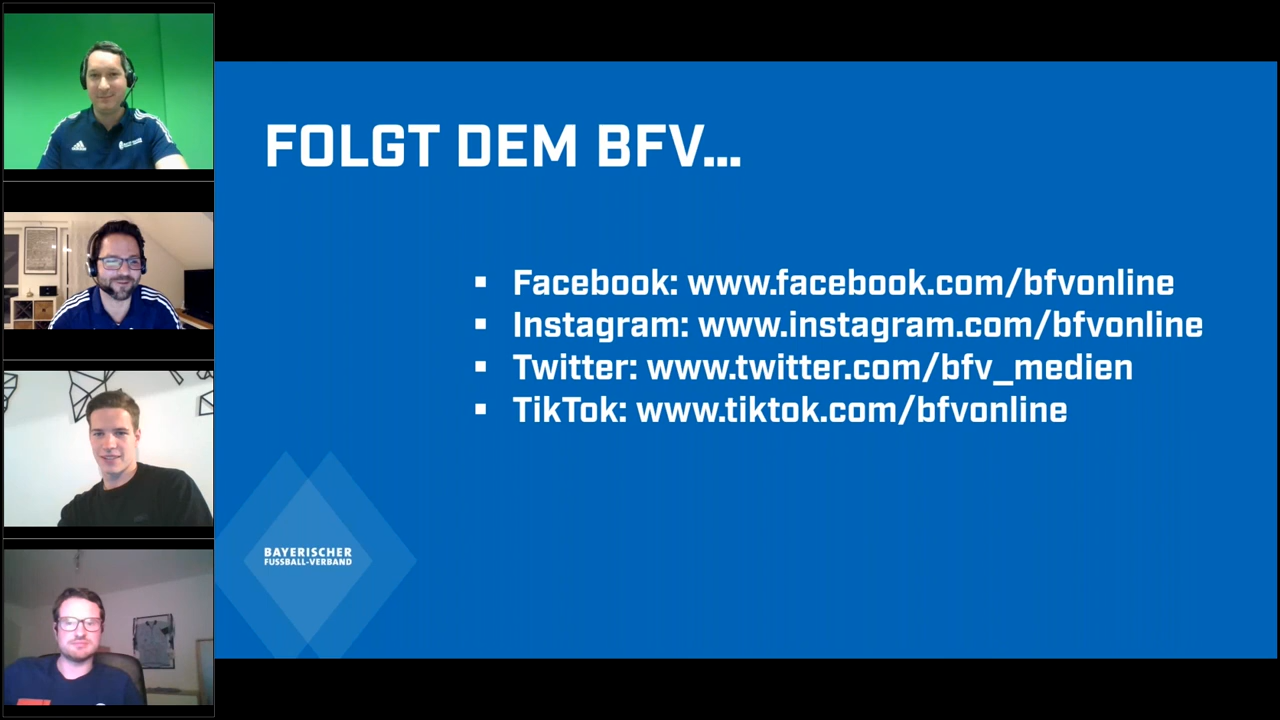 FOLGT DEM BFV...
▪ Facebook: www.facebook.com/bfvonline
▪ Instagram: www.instagram.com/bfvonline
▪ Twitter: www.twitter.com/bfv_medien
▪ TikTok: www.tiktok.com/bfvonline
BAYERISCHER
FUSSBALL-VERBAND